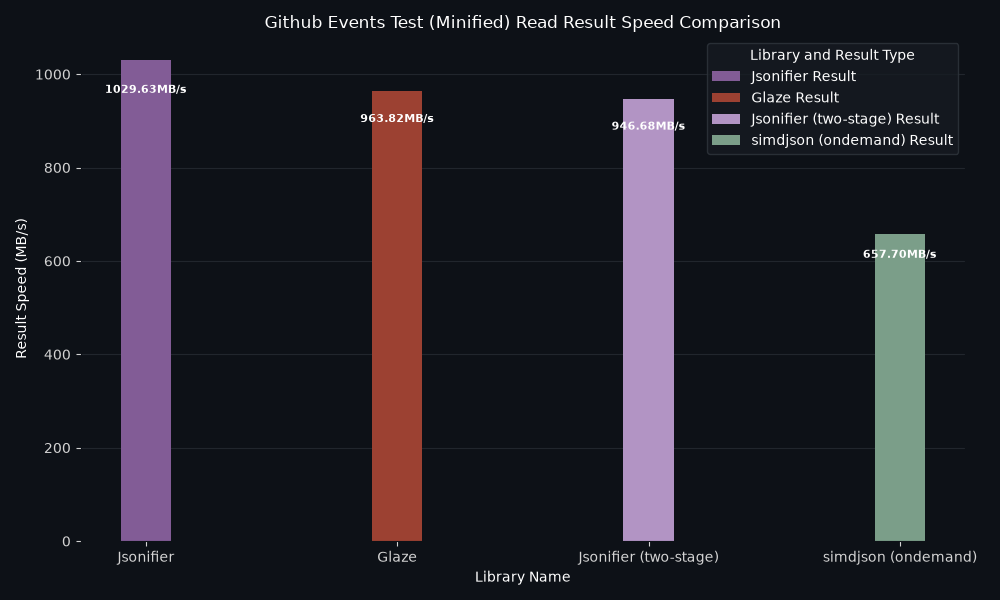 Github Events Test (Minified) Read Result Speed Comparison
Library and Result Type
Jsonifier Result
Glaze Result
Jsonifier (two-stage) Result
simdjson (ondemand) Result
Result Speed (MB/s)
1000
800
600
400
200
0
1029.63MB/s
963.82MB/s
946.68MB/s
657.70MB/s
Jsonifier
Glaze
Jsonifier (two-stage)
simdjson (ondemand)
Library Name